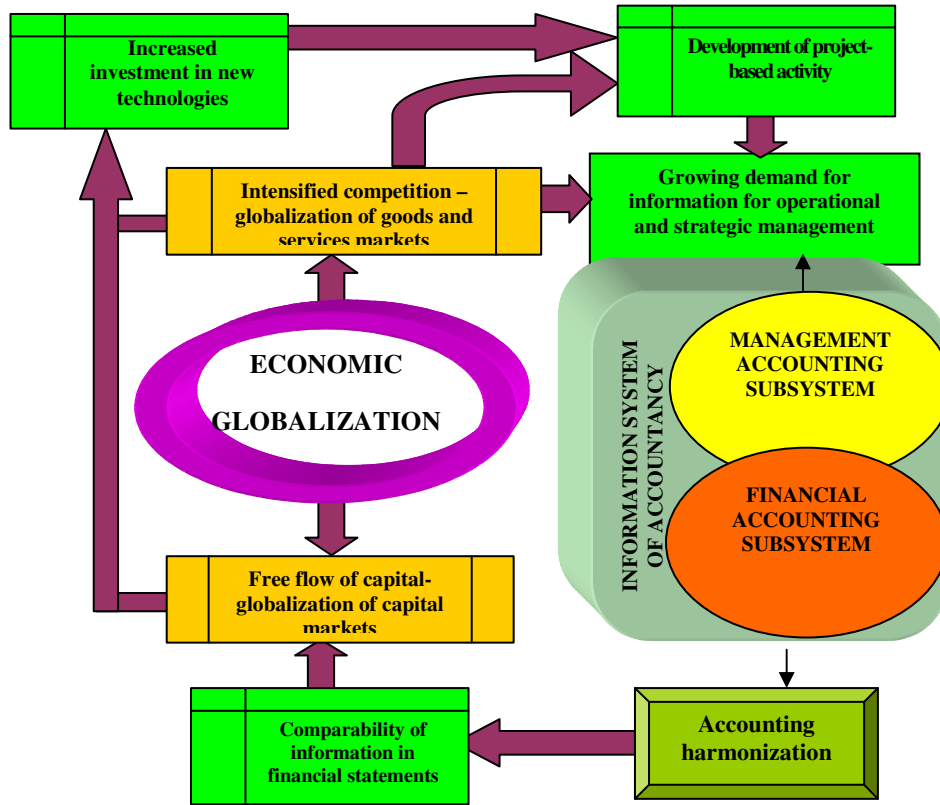 Increased
investment in new
technologies
Development of project-
based activity
Intensified competition –
globalization of goods and
services markets
Growing demand for
information for operational
and strategic management
ECONOMIC
GLOBALIZATION
INFORMATION SYSTEM
OF ACCOUNTANCY
MANAGEMENT
ACCOUNTING
SUBSYSTEM
FINANCIAL
ACCOUNTING
SUBSYSTEM
Free flow of capital-
globalization of capital
markets
Comparability of
information in
financial statements
Accounting
harmonization